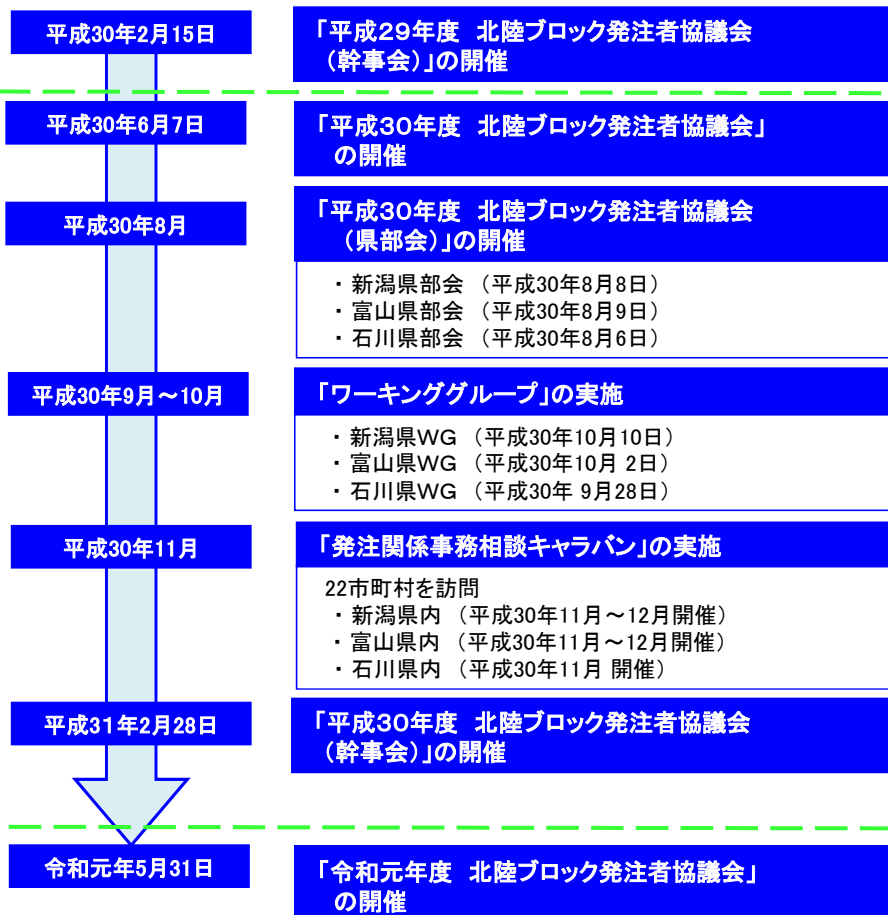 平成30年2月15日
「平成29年度 北陸ブロック発注者協議会
(幹事会)」の開催
平成30年6月7日
「平成30年度 北陸ブロック発注者協議会」
の開催
平成30年8月
「平成30年度 北陸ブロック発注者協議会
(県部会)」の開催
・ 新潟県部会 (平成30年8月8日)
・ 富山県部会 (平成30年8月9日)
・ 石川県部会 (平成30年8月6日)
平成30年9月~10月
「ワーキンググループ」の実施
・ 新潟県WG (平成30年10月10日)
・ 富山県WG (平成30年10月 2日)
・ 石川県WG (平成30年 9月28日)
平成30年11月
「発注関係事務相談キャラバン」の実施
22市町村を訪問
・ 新潟県内 (平成30年11月~12月開催)
・ 富山県内 (平成30年11月~12月開催)
・ 石川県内 (平成30年11月 開催)
平成31年2月28日
「平成30年度 北陸ブロック発注者協議会
(幹事会)」の開催
令和元年5月31日
「令和元年度 北陸ブロック発注者協議会」
の開催